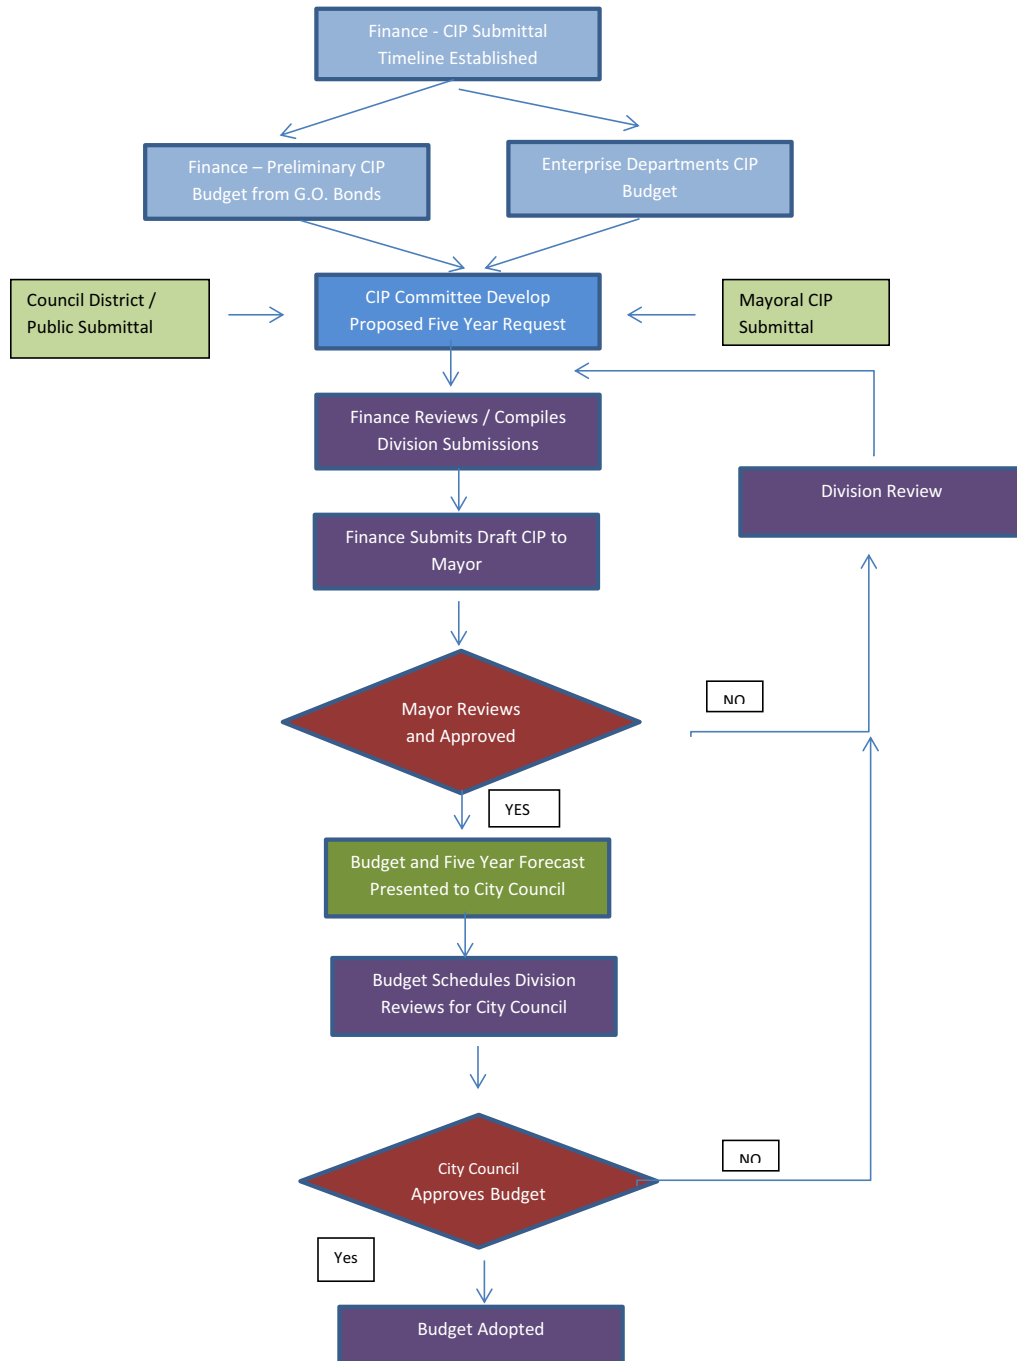 Finance - CIP Submittal
Timeline Established
Finance – Preliminary CIP
Budget from G.O. Bonds
Enterprise Departments CIP
Budget
Council District /
Public Submittal
CIP Committee Develop
Proposed Five Year Request
Mayoral CIP
Submittal
Finance Reviews / Compiles
Division Submissions
Division Review
Finance Submits Draft CIP to
Mayor
Mayor Reviews
and Approved
NO
YES
Budget and Five Year Forecast
Presented to City Council
Budget Schedules Division
Reviews for City Council
City Council
Approves Budget
NO
Yes
Budget Adopted